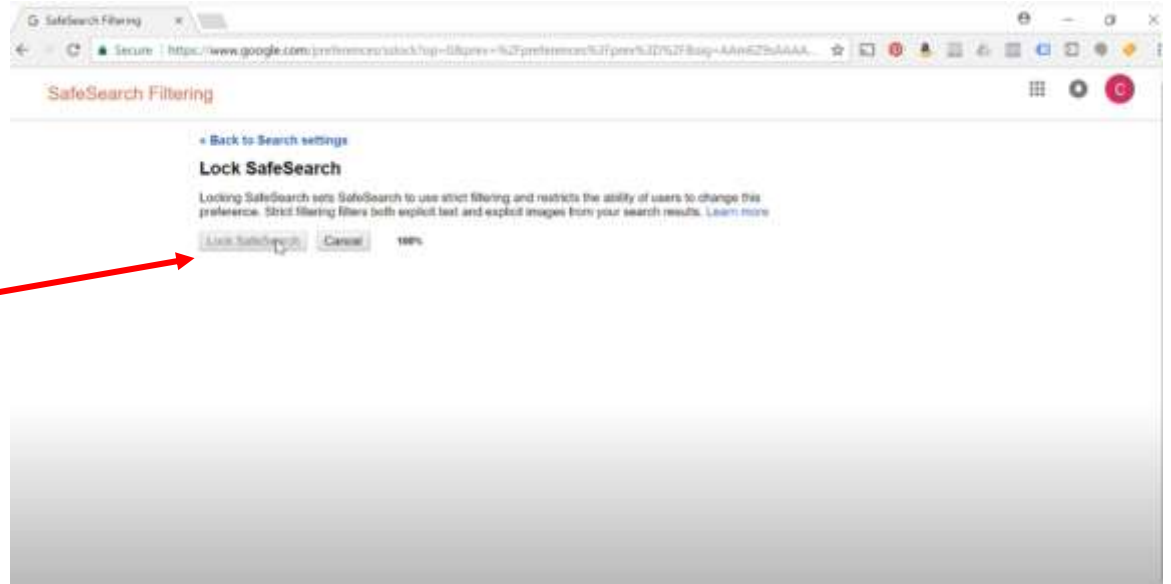 G SafeSearch Filtering
Secure https://www.google.com/preferences/
SafeSearch Filtering
C
« Back to Search settings
Lock SafeSearch
Locking SafeSearch sets SafeSearch to use strict filtering and restricts the ability of users to change this
preference. Strict filtering filters both explicit text and explicit images from your search results. Learn more
Lock SafeSearch Cancel 100%